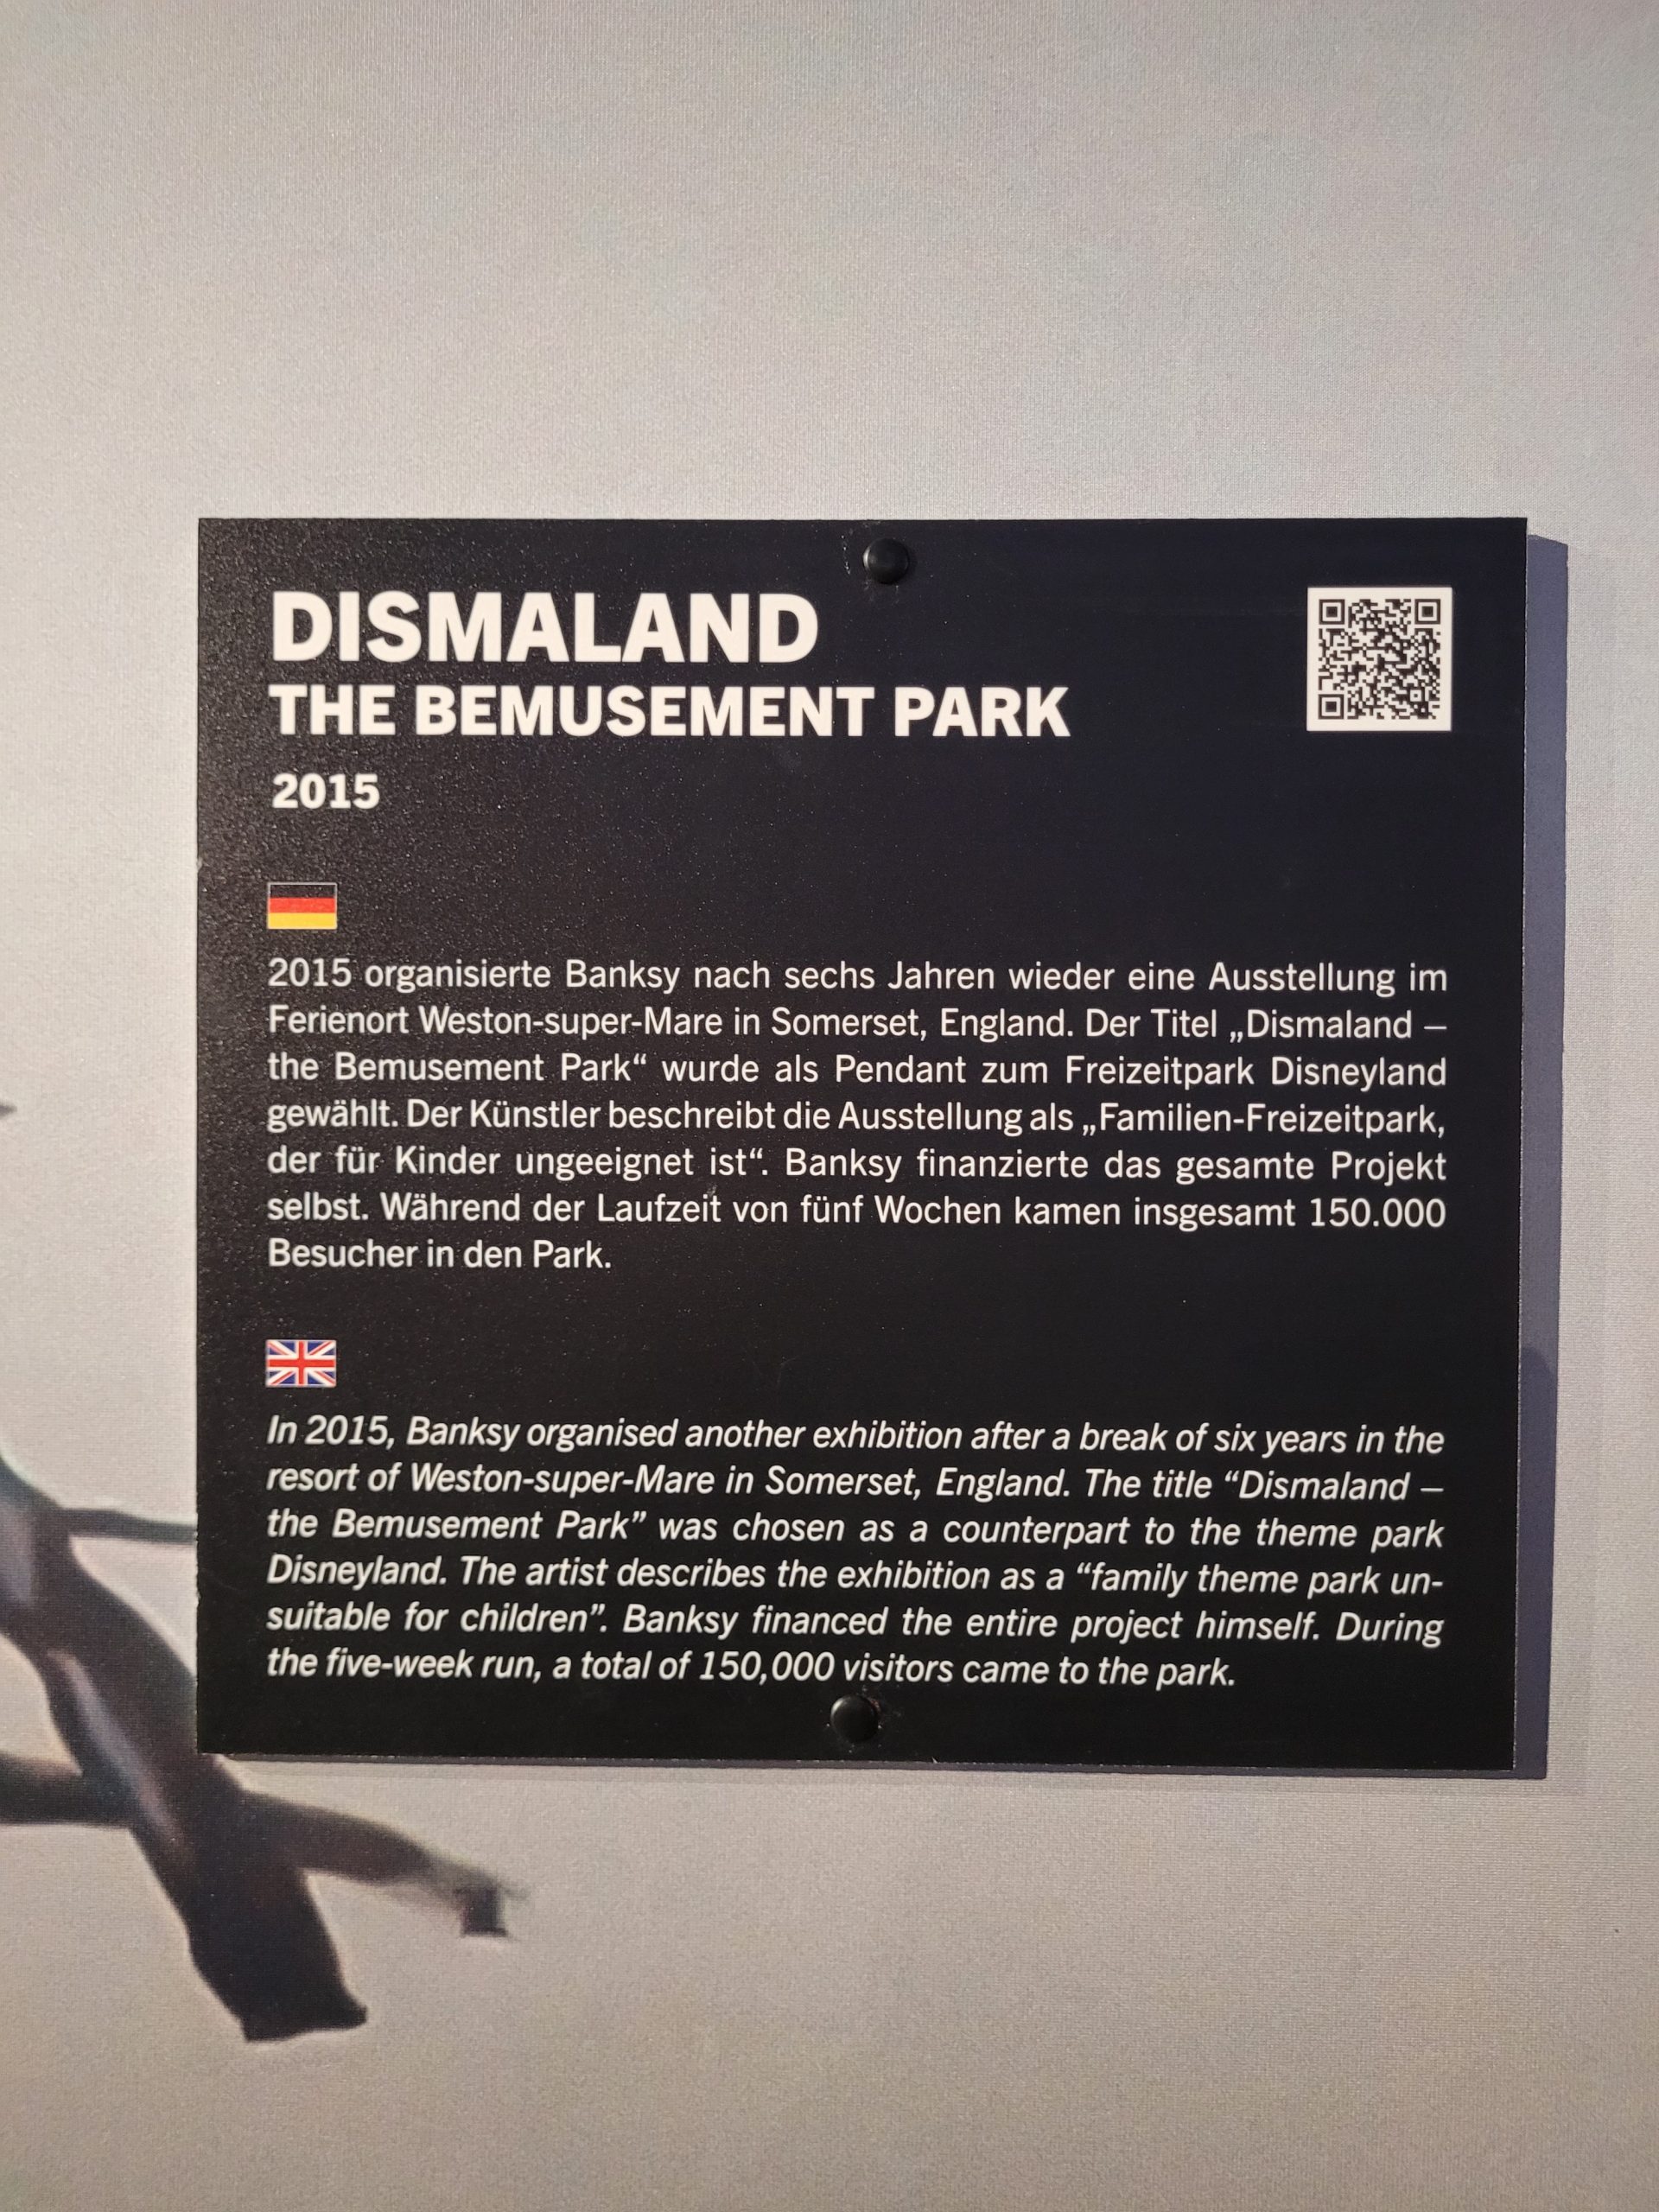 DISMALAND
THE BEMUSEMENT PARK
2015
2015 organisierte Banksy nach sechs Jahren wieder eine Ausstellung im
Ferienort Weston-super-Mare in Somerset, England. Der Titel „Dismaland –
the Bemusement Park“ wurde als Pendant zum Freizeitpark Disneyland
gewählt. Der Künstler beschreibt die Ausstellung als „Familien-Freizeitpark,
der für Kinder ungeeignet ist“. Banksy finanzierte das gesamte Projekt
selbst. Während der Laufzeit von fünf Wochen kamen insgesamt 150.000
Besucher in den Park.
In 2015, Banksy organised another exhibition after a break of six years in the
resort of Weston-super-Mare in Somerset, England. The title “Dismaland –
the Bemusement Park” was chosen as a counterpart to the theme park
Disneyland. The artist describes the exhibition as a “family theme park un-
suitable for children”. Banksy financed the entire project himself. During
the five-week run, a total of 150,000 visitors came to the park.